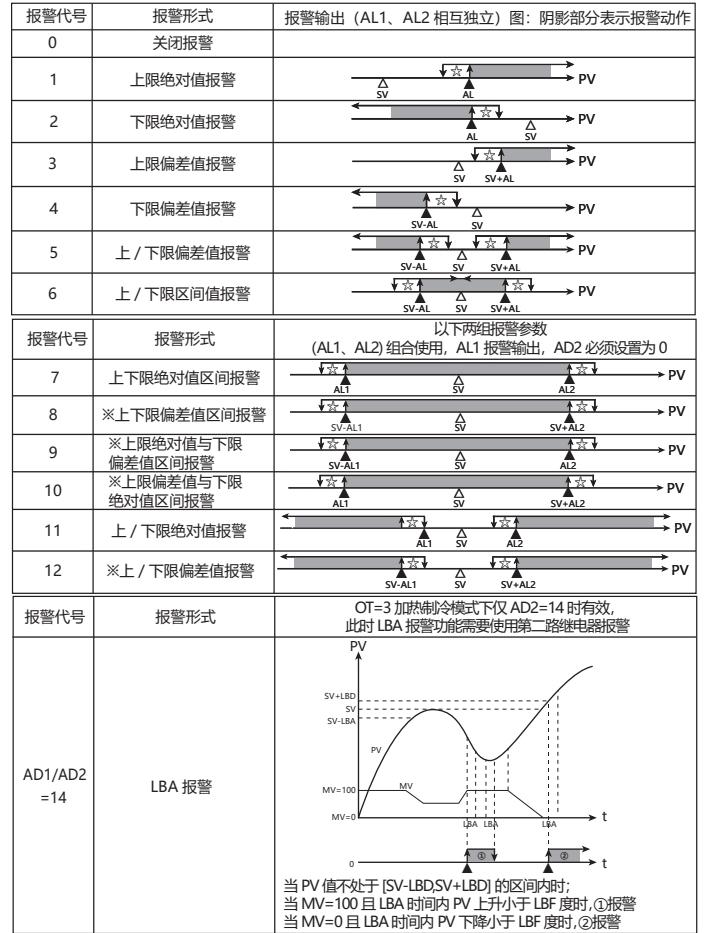 报警代号 报警形式 报警输出（AL1、AL2 相互独立）图：阴影部分表示报警动作
0 关闭报警
1 上限绝对值报警 ☆ PV
SV AL
2 下限绝对值报警 ☆ PV
AL SV
3 上限偏差值报警 ☆ PV
SV SV+AL
4 下限偏差值报警 ☆ PV
SV-AL SV
5 上 / 下限偏差值报警 ☆ ☆ PV
SV-AL SV SV+AL
6 上 / 下限区间值报警 ☆ ☆ PV
SV-AL SV SV+AL
报警代号 报警形式 以下两组报警参数
(AL1、AL2) 组合使用，AL1 报警输出，AD2 必须设置为 0
7 上下限绝对值区间报警 ☆ ☆ PV
AL1 SV AL2
8 ※上下限偏差值区间报警 ☆ ☆ PV
SV-AL1 SV SV+AL2
9 ※上限绝对值与下限
偏差值区间报警 ☆ ☆ PV
SV-AL1 SV AL2
10 ※上限偏差值与下限
绝对值区间报警 ☆ ☆ PV
AL1 SV SV+AL2
11 上 / 下限绝对值报警 ☆ ☆ PV
AL1 SV AL2
12 ※上 / 下限偏差值报警 ☆ ☆ PV
SV-AL1 SV SV+AL2
报警代号 报警形式 OT=3 加热制冷模式下仅 AD2=14 时有效，
此时 LBA 报警功能需要使用第二路继电器报警
AD1/AD2
=14
LBA 报警
PV
SV+LBD
SV
SV-LBA
PV
MV=100 MV
MV=0 t
LBA LBA LBA
0 ① ② t
当 PV 值不处于 [SV-LBD,SV+LBD] 的区间内时；
当 MV=100 且 LBA 时间内 PV 上升小于 LBF 度时,①报警
当 MV=0 且 LBA 时间内 PV 下降小于 LBF 度时,②报警